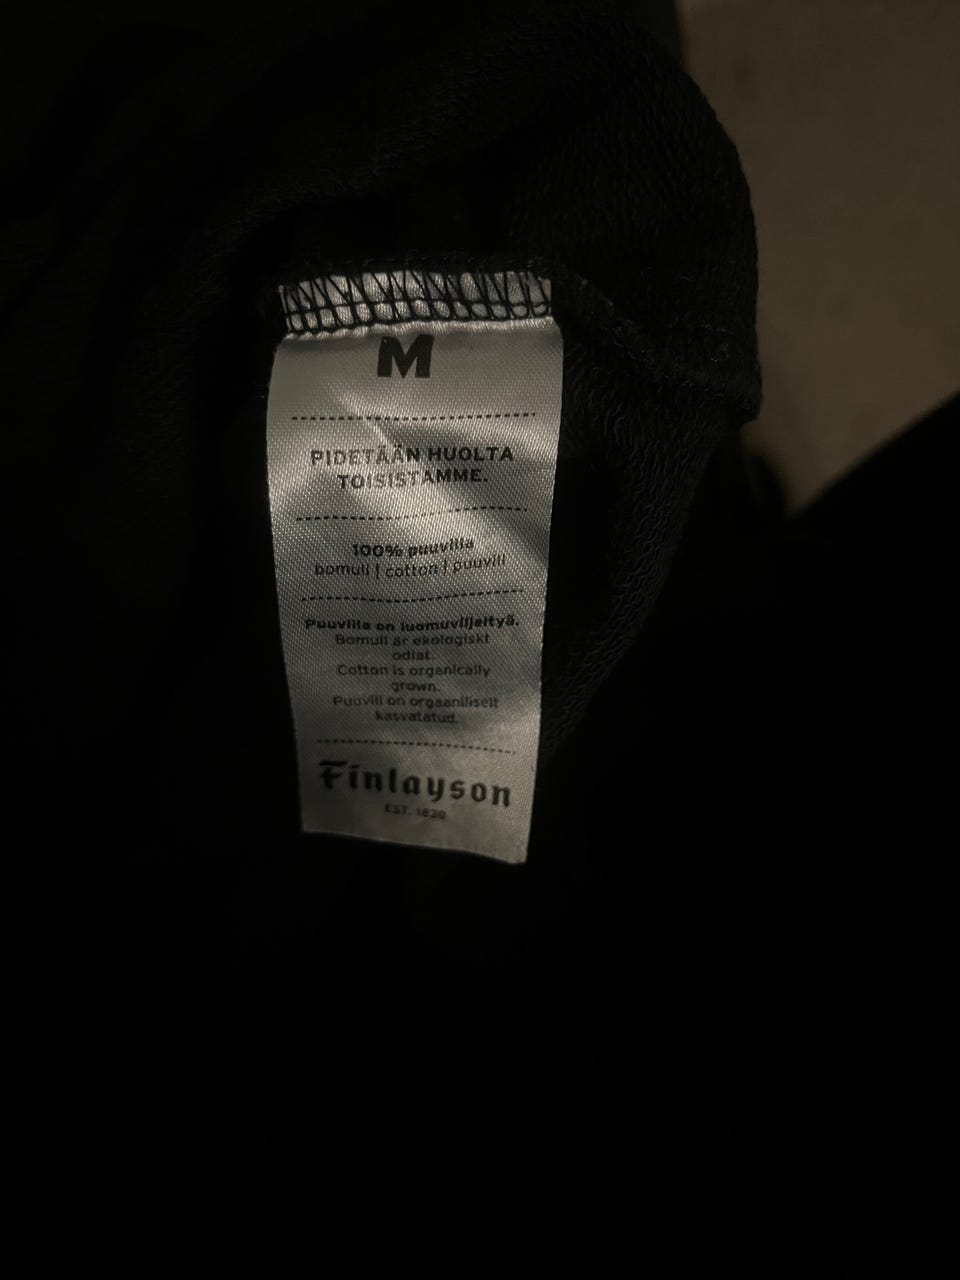 M
PIDETÄÄN HUOLTA
TOISISTAMME.
100% puuvilla
bomull | cotton | puuvill
Puuvilla on luomuviljeltyä.
Bomull är ekologiskt
odlat.
Cotton is organically
grown.
Puuvill on orgaaniliselt
kasvatatud.
Finlayson
EST. 1820